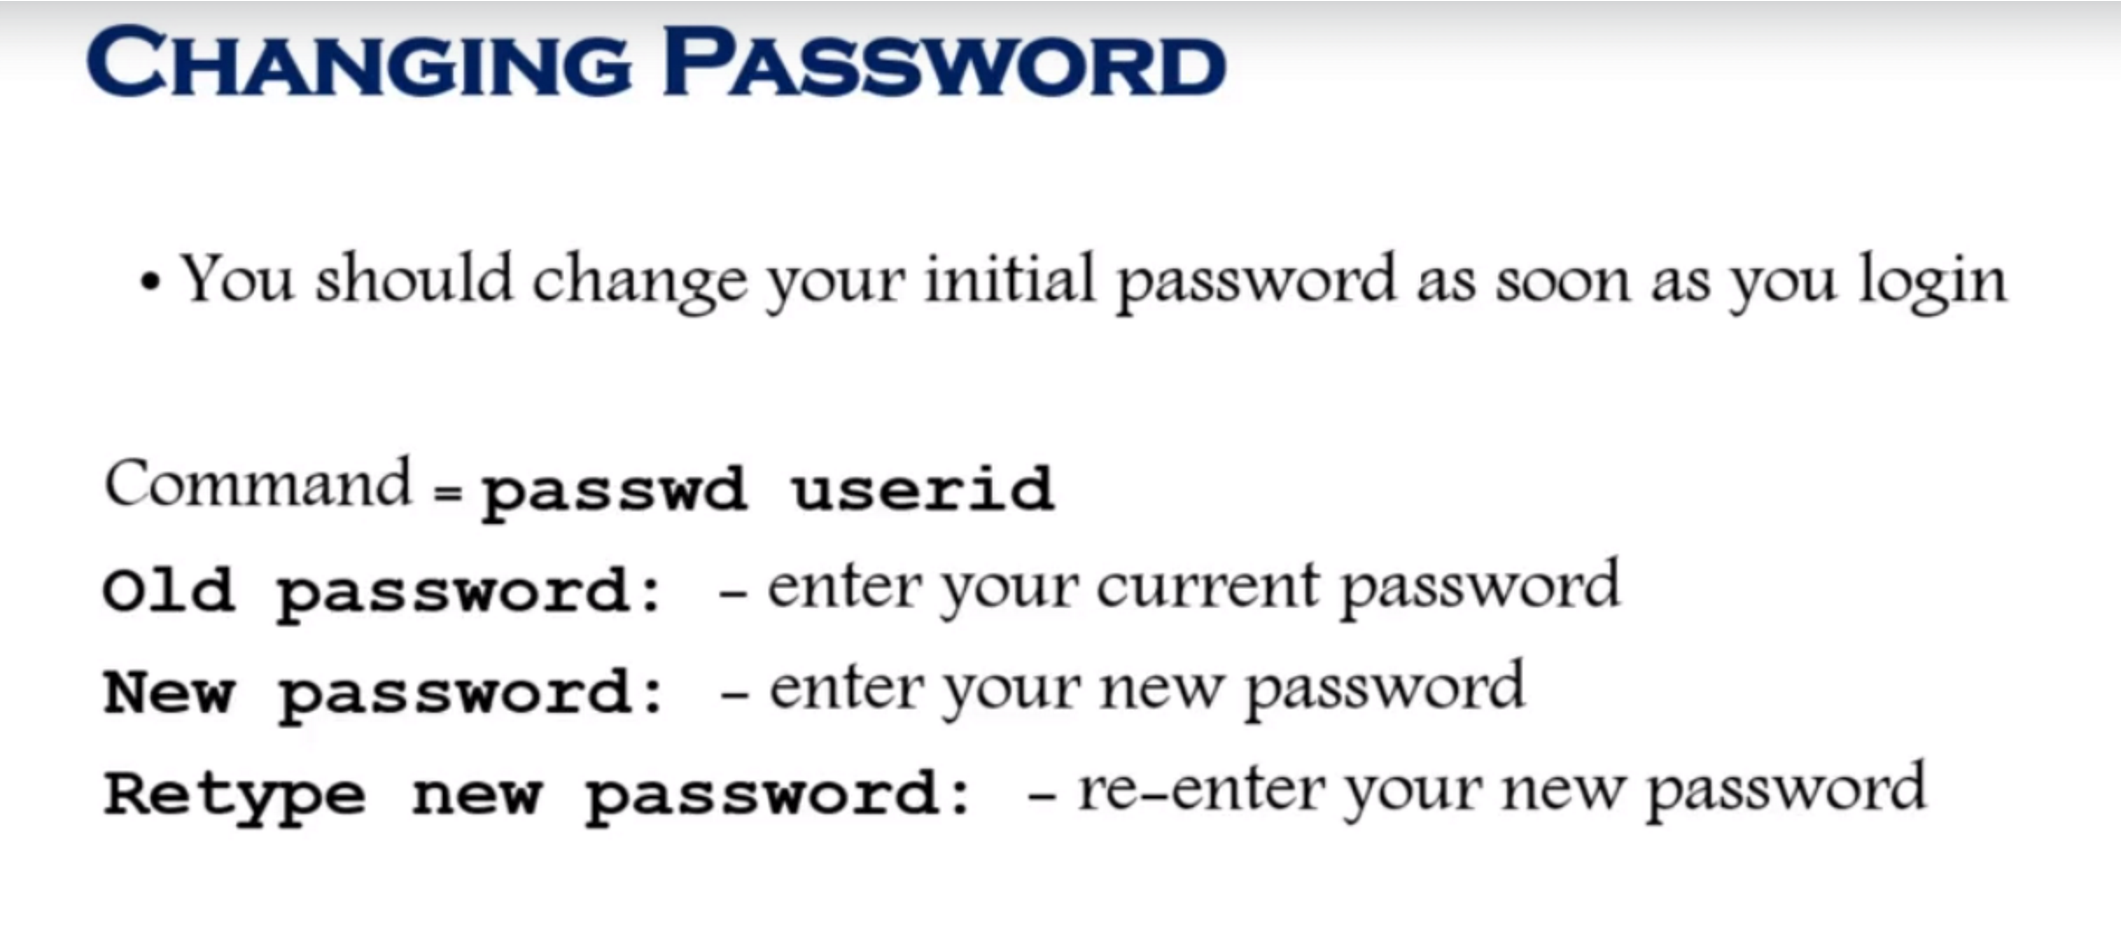 CHANGING PASSWORD
• You should change your initial password as soon as you login
Command = passwd userid
Old password: – enter your current password
New password: – enter your new password
Retype new password: – re-enter your new password